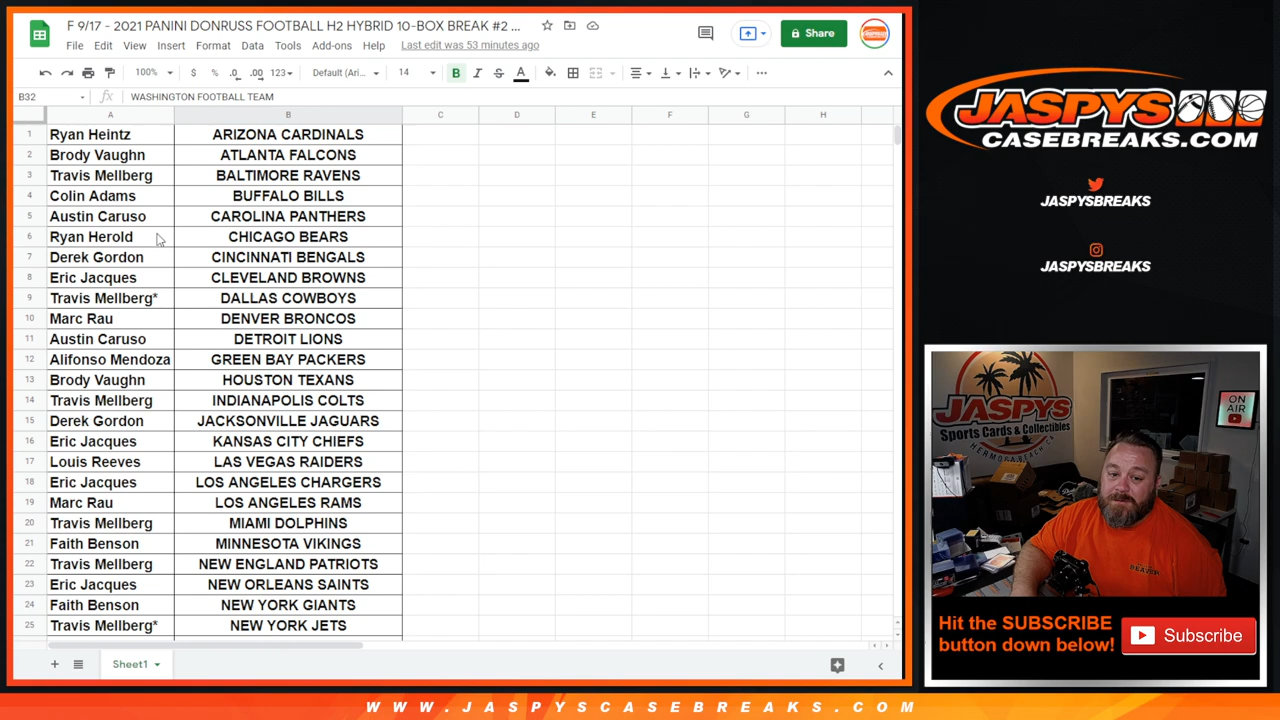 F 9/17 - 2021 PANINI DONRUSS FOOTBALL H2 HYBRID 10-BOX BREAK #2 ...
File Edit View Insert Format Data Tools Add-ons Help Last edit was 53 minutes ago
Share
100% $ % .0 .00 123 Default (Ari... 14 B I S A
B32 fx WASHINGTON FOOTBALL TEAM
A B C D E F G H
1 Ryan Heintz ARIZONA CARDINALS
2 Brody Vaughn ATLANTA FALCONS
3 Travis Mellberg BALTIMORE RAVENS
4 Colin Adams BUFFALO BILLS
5 Austin Caruso CAROLINA PANTHERS
6 Ryan Herold CHICAGO BEARS
7 Derek Gordon CINCINNATI BENGALS
8 Eric Jacques CLEVELAND BROWNS
9 Travis Mellberg* DALLAS COWBOYS
10 Marc Rau DENVER BRONCOS
11 Austin Caruso DETROIT LIONS
12 Alifonso Mendoza GREEN BAY PACKERS
13 Brody Vaughn HOUSTON TEXANS
14 Travis Mellberg INDIANAPOLIS COLTS
15 Derek Gordon JACKSONVILLE JAGUARS
16 Eric Jacques KANSAS CITY CHIEFS
17 Louis Reeves LAS VEGAS RAIDERS
18 Eric Jacques LOS ANGELES CHARGERS
19 Marc Rau LOS ANGELES RAMS
20 Travis Mellberg MIAMI DOLPHINS
21 Faith Benson MINNESOTA VIKINGS
22 Travis Mellberg NEW ENGLAND PATRIOTS
23 Eric Jacques NEW ORLEANS SAINTS
24 Faith Benson NEW YORK GIANTS
25 Travis Mellberg* NEW YORK JETS
Sheet1
JASPYS
CASEBREAKS.COM
JASPYSBREAKS
JASPYSBREAKS
JASPYS
Sports Cards & Collectibles
HERMOSA BEACH, CA
ON
AIR
Hit the SUBSCRIBE
button down below!
Subscribe
WWW.JASPYSCASEBREAKS.COM